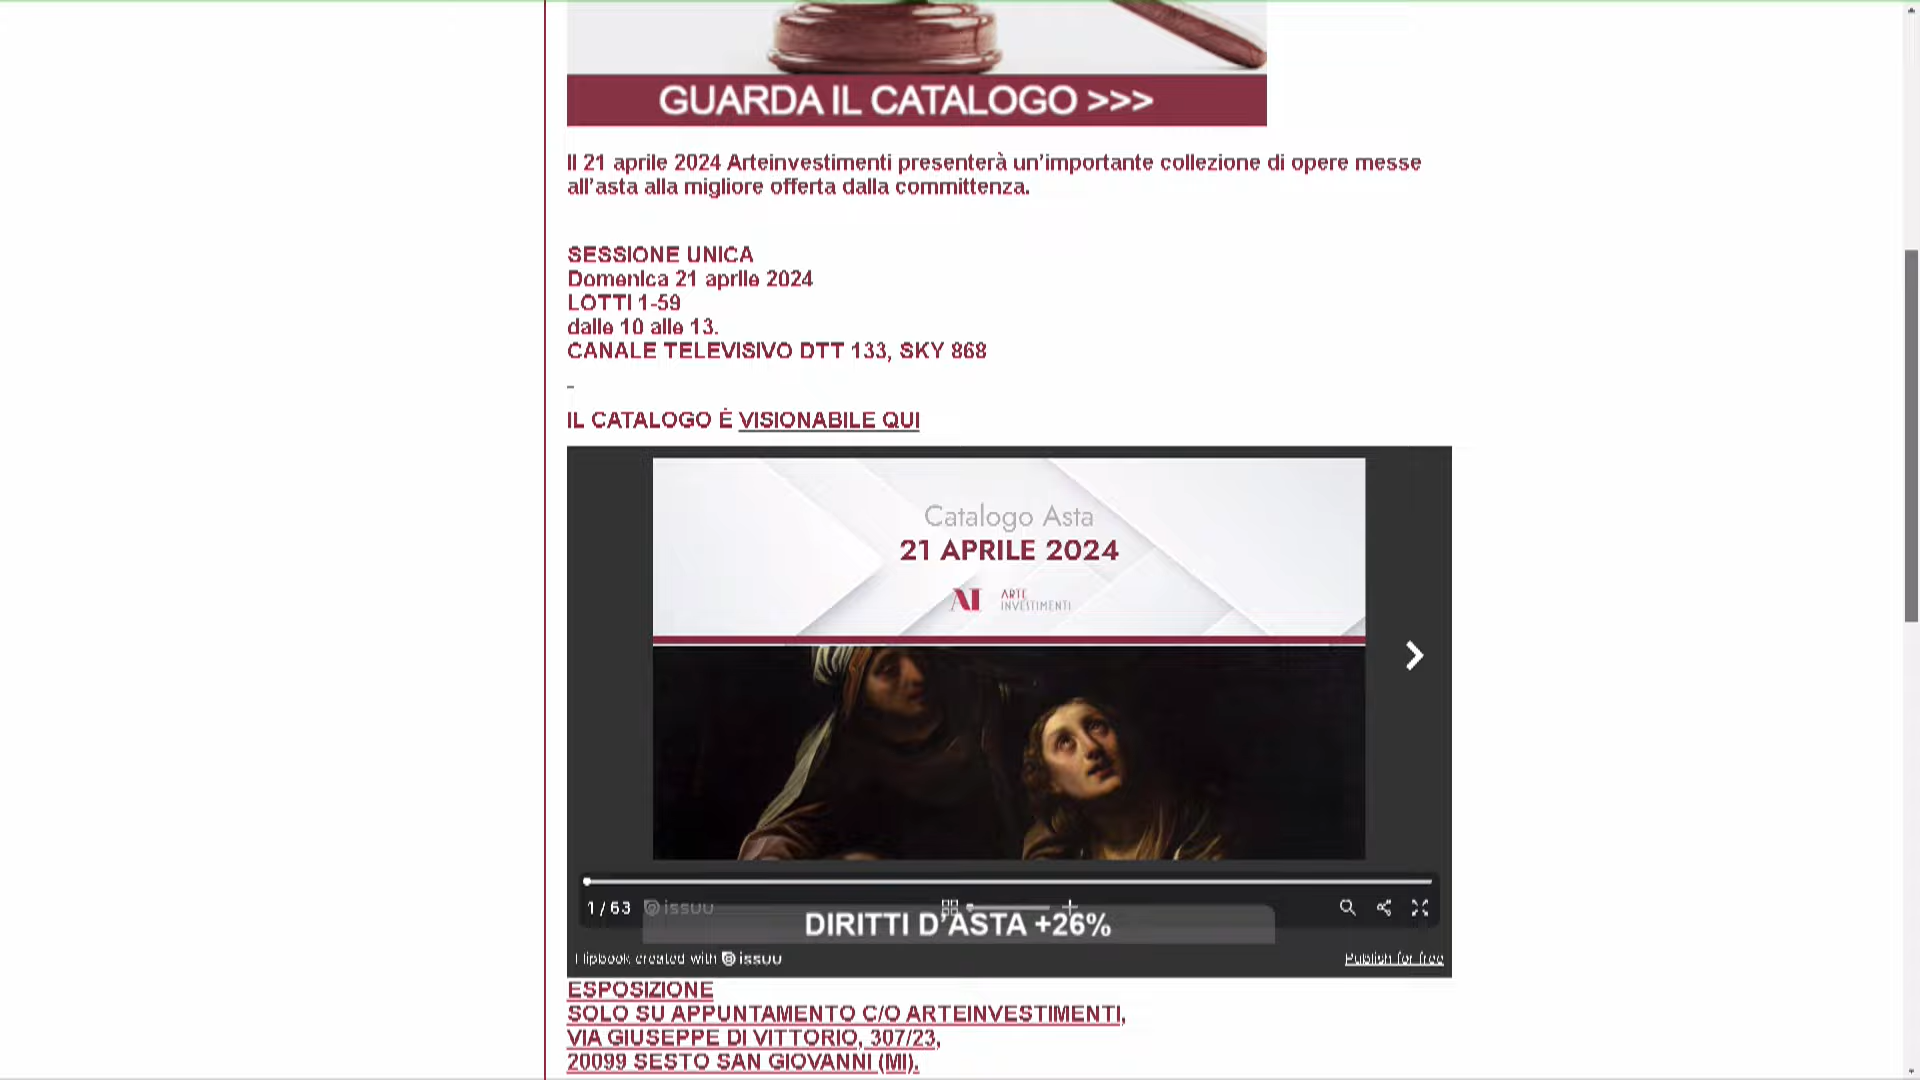 GUARDA IL CATALOGO >>>
Il 21 aprile 2024 Arteinvestimenti presenterà un’importante collezione di opere messe
all’asta alla migliore offerta dalla committenza.
SESSIONE UNICA
Domenica 21 aprile 2024
LOTTI 1-59
dalle 10 alle 13.
CANALE TELEVISIVO DTT 133, SKY 868
IL CATALOGO È VISIONABILE QUI
Catalogo Asta
21 APRILE 2024
AI ARTE
INVESTIMENTI
1 / 63 issuu
DIRITTI D’ASTA +26%
Flipbook created with issuu
Publish for free
ESPOSIZIONE
SOLO SU APPUNTAMENTO C/O ARTEINVESTIMENTI,
VIA GIUSEPPE DI VITTORIO, 307/23,
20099 SESTO SAN GIOVANNI (MI).